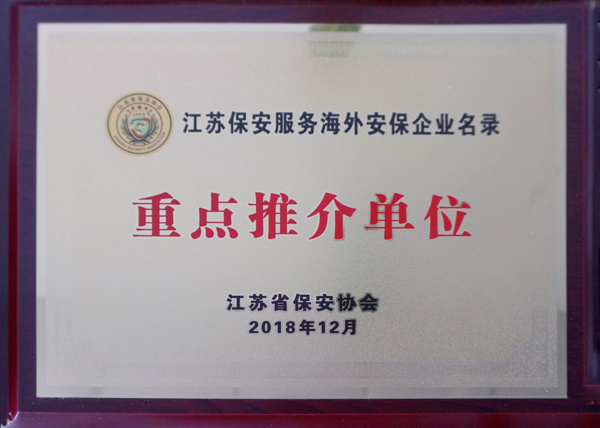 江苏保安服务海外安保企业名录
重点推介单位
江苏省保安协会
2018年12月